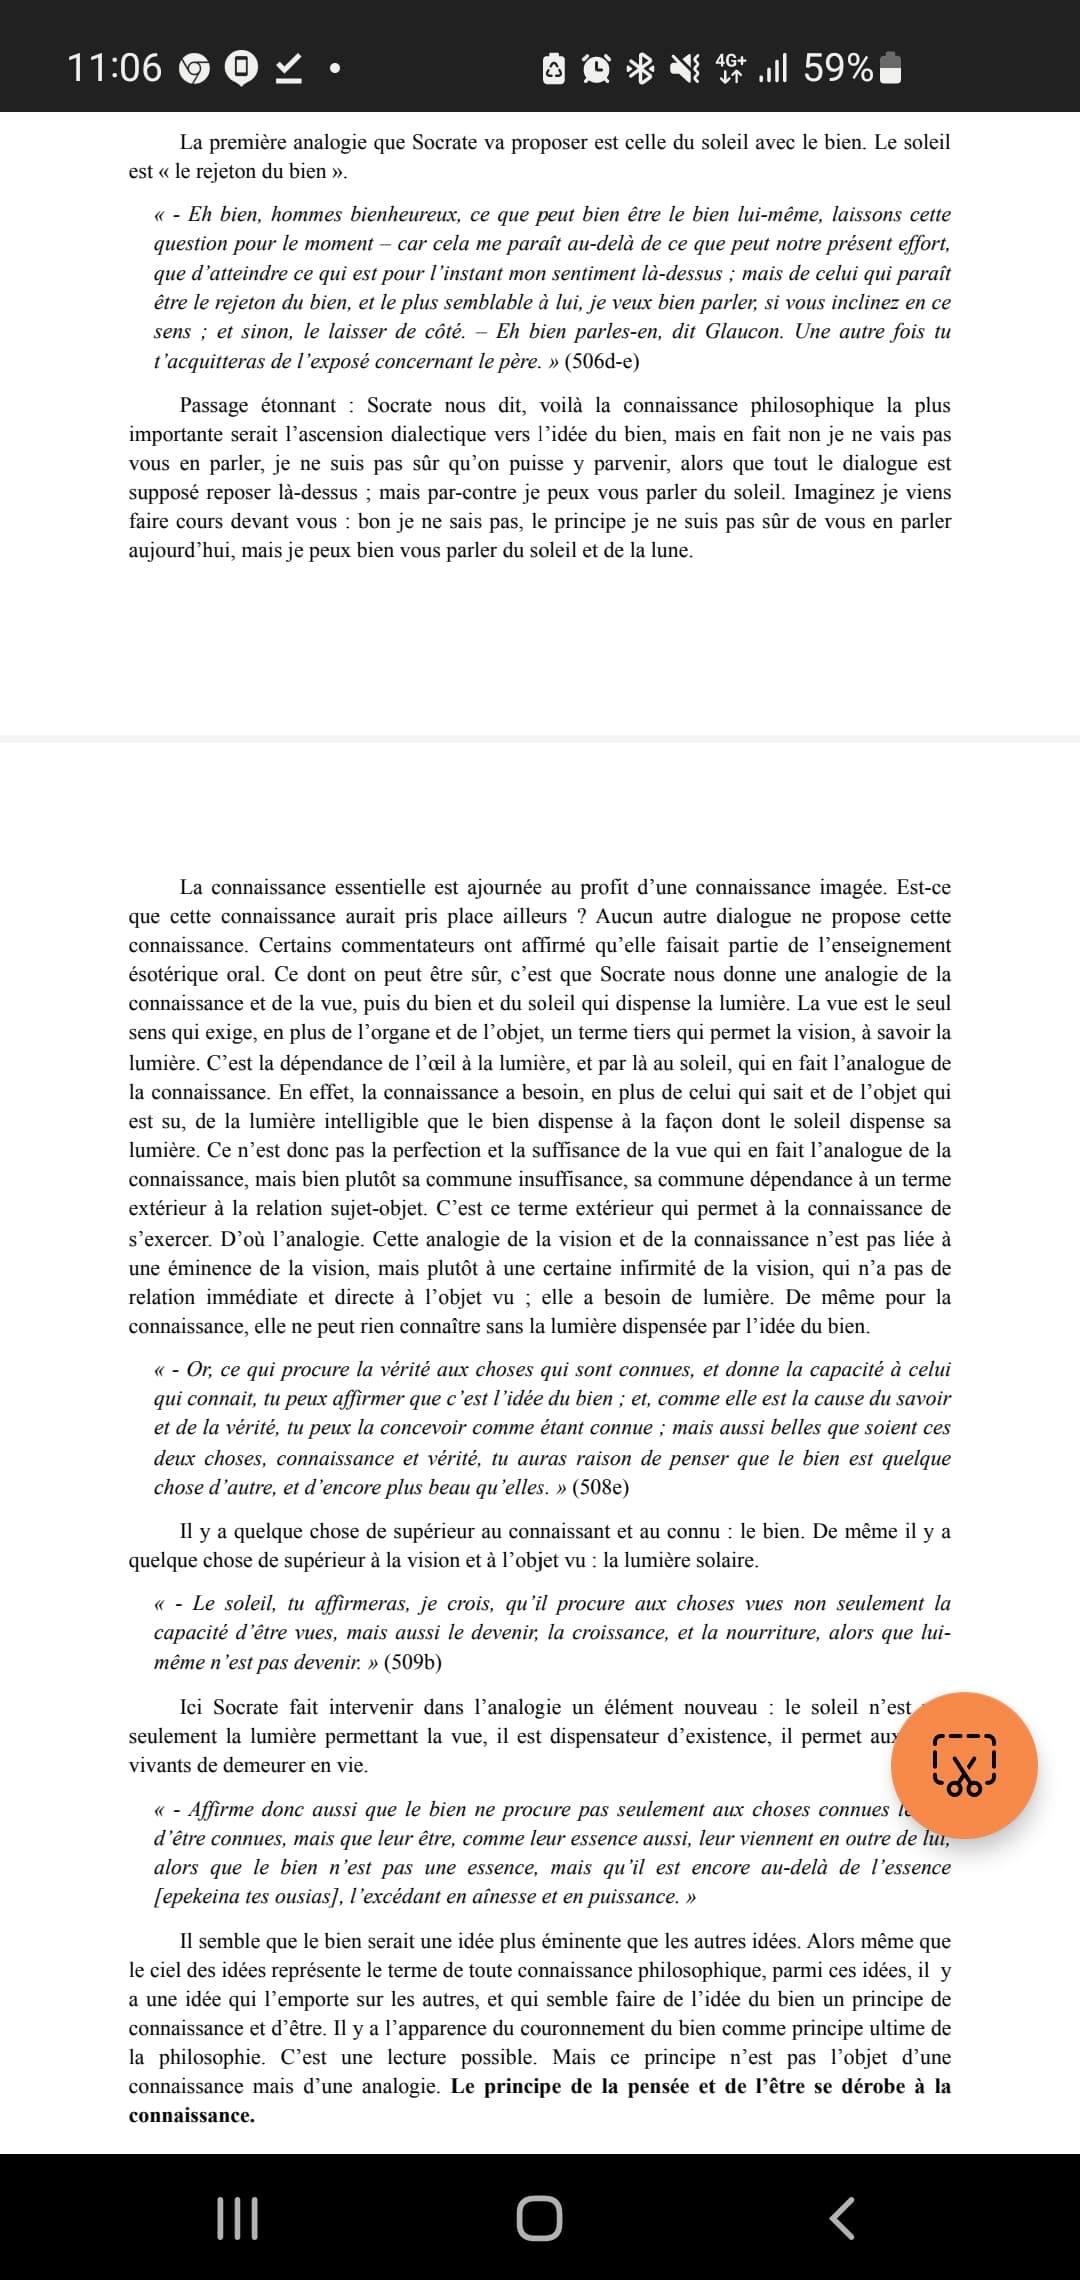 11:06
4G+
59%
La première analogie que Socrate va proposer est celle du soleil avec le bien. Le soleil
est « le rejeton du bien ».
« - Eh bien, hommes bienheureux, ce que peut bien être le bien lui-même, laissons cette
question pour le moment – car cela me paraît au-delà de ce que peut notre présent effort,
que d'atteindre ce qui est pour l'instant mon sentiment là-dessus ; mais de celui qui paraît
être le rejeton du bien, et le plus semblable à lui, je veux bien parler, si vous inclinez en ce
sens ; et sinon, le laisser de côté. – Eh bien parles-en, dit Glaucon. Une autre fois tu
t'acquitteras de l'exposé concernant le père. » (506d-e)
Passage étonnant : Socrate nous dit, voilà la connaissance philosophique la plus
importante serait l'ascension dialectique vers l'idée du bien, mais en fait non je ne vais pas
vous en parler, je ne suis pas sûr qu'on puisse y parvenir, alors que tout le dialogue est
supposé reposer là-dessus ; mais par-contre je peux vous parler du soleil. Imaginez je viens
faire cours devant vous : bon je ne sais pas, le principe je ne suis pas sûr de vous en parler
aujourd'hui, mais je peux bien vous parler du soleil et de la lune.
La connaissance essentielle est ajournée au profit d'une connaissance imagée. Est-ce
que cette connaissance aurait pris place ailleurs ? Aucun autre dialogue ne propose cette
connaissance. Certains commentateurs ont affirmé qu'elle faisait partie de l'enseignement
ésotérique oral. Ce dont on peut être sûr, c'est que Socrate nous donne une analogie de la
connaissance et de la vue, puis du bien et du soleil qui dispense la lumière. La vue est le seul
sens qui exige, en plus de l'organe et de l'objet, un terme tiers qui permet la vision, à savoir la
lumière. C'est la dépendance de l'œil à la lumière, et par là au soleil, qui en fait l'analogue de
la connaissance. En effet, la connaissance a besoin, en plus de celui qui sait et de l'objet qui
est su, de la lumière intelligible que le bien dispense à la façon dont le soleil dispense sa
lumière. Ce n'est donc pas la perfection et la suffisance de la vue qui en fait l'analogue de la
connaissance, mais bien plutôt sa commune insuffisance, sa commune dépendance à un terme
extérieur à la relation sujet-objet. C'est ce terme extérieur qui permet à la connaissance de
s'exercer. D'où l'analogie. Cette analogie de la vision et de la connaissance n'est pas liée à
une éminence de la vision, mais plutôt à une certaine infirmité de la vision, qui n'a pas de
relation immédiate et directe à l'objet vu ; elle a besoin de lumière. De même pour la
connaissance, elle ne peut rien connaître sans la lumière dispensée par l'idée du bien.
« - Or, ce qui procure la vérité aux choses qui sont connues, et donne la capacité à celui
qui connait, tu peux affirmer que c'est l'idée du bien ; et, comme elle est la cause du savoir
et de la vérité, tu peux la concevoir comme étant connue ; mais aussi belles que soient ces
deux choses, connaissance et vérité, tu auras raison de penser que le bien est quelque
chose d'autre, et d'encore plus beau qu'elles. » (508e)
Il y a quelque chose de supérieur au connaissant et au connu : le bien. De même il y a
quelque chose de supérieur à la vision et à l'objet vu : la lumière solaire.
« - Le soleil, tu affirmeras, je crois, qu'il procure aux choses vues non seulement la
capacité d'être vues, mais aussi le devenir, la croissance, et la nourriture, alors que lui-
même n'est pas devenir. » (509b)
Ici Socrate fait intervenir dans l'analogie un élément nouveau : le soleil n'est
seulement la lumière permettant la vue, il est dispensateur d'existence, il permet aux
vivants de demeurer en vie.
« - Affirme donc aussi que le bien ne procure pas seulement aux choses connues
d'être connues, mais que leur être, comme leur essence aussi, leur viennent en outre de lui,
alors que le bien n'est pas une essence, mais qu'il est encore au-delà de l'essence
[epekeina tes ousias], l'excédant en aînesse et en puissance. »
Il semble que le bien serait une idée plus éminente que les autres idées. Alors même que
le ciel des idées représente le terme de toute connaissance philosophique, parmi ces idées, il y
a une idée qui l'emporte sur les autres, et qui semble faire de l'idée du bien un principe de
connaissance et d'être. Il y a l'apparence du couronnement du bien comme principe ultime de
la philosophie. C'est une lecture possible. Mais ce principe n'est pas l'objet d'une
connaissance mais d'une analogie. Le principe de la pensée et de l'être se dérobe à la
connaissance.